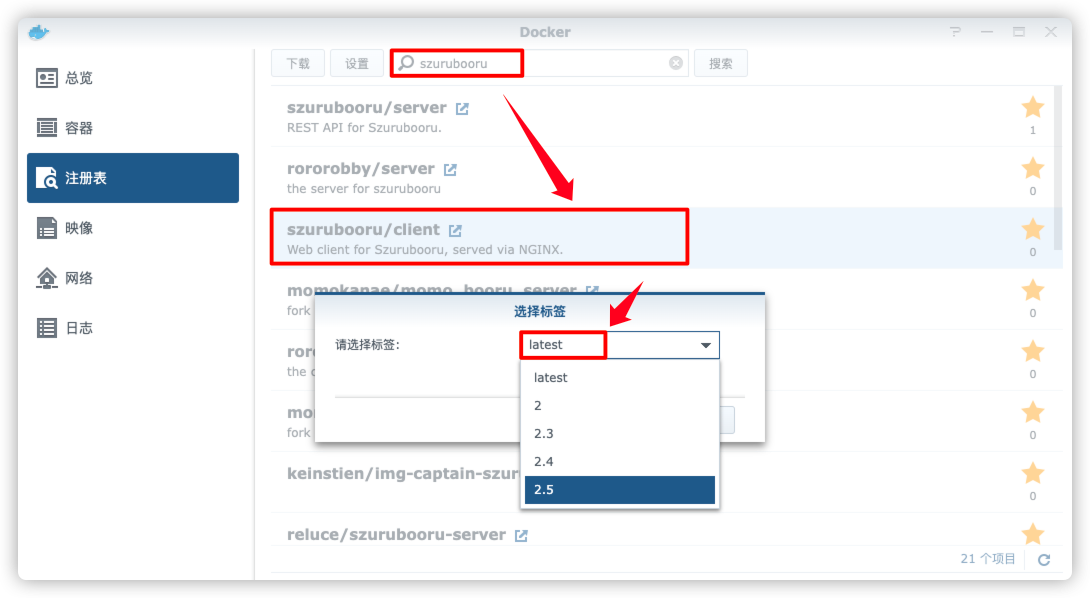 Docker
总览
容器
注册表
映像
网络
日志
下载 设置 szurubooru 搜索
szurubooru/server
REST API for Szurubooru.
1
rororobby/server
the server for szurubooru
0
szurubooru/client
Web client for Szurubooru, served via NGINX.
0
momokanae/momo_booru_server
fork
0
ror
the c
0
mo
fork
0
keinstien/img-captain-szur
0
reluce/szurubooru-server
21 个项目
选择标签
请选择标签: latest
latest
2
2.3
2.4
2.5